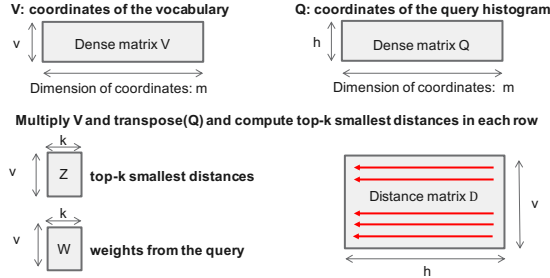 V: coordinates of the vocabulary
Q: coordinates of the query histogram
v
Dense matrix V
h
Dense matrix Q
Dimension of coordinates: m
Dimension of coordinates: m
Multiply V and transpose(Q) and compute top-k smallest distances in each row
k
v
Z
top-k smallest distances
Distance matrix D
v
k
v
W
weights from the query
h